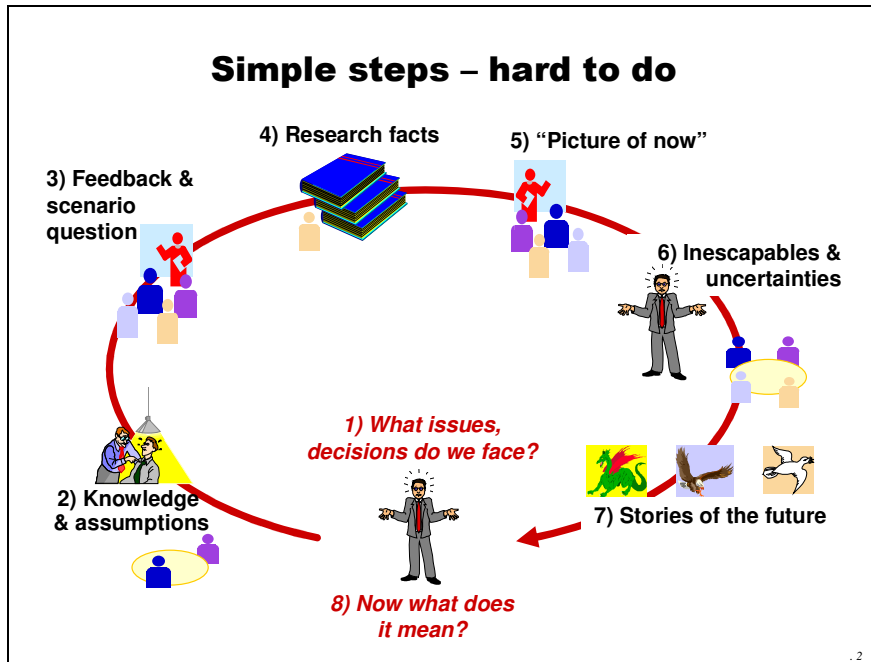 Simple steps – hard to do
4) Research facts
5) “Picture of now”
3) Feedback &
scenario
question
6) Inescapables &
uncertainties
1) What issues,
decisions do we face?
2) Knowledge
& assumptions
7) Stories of the future
8) Now what does
it mean?
. 2